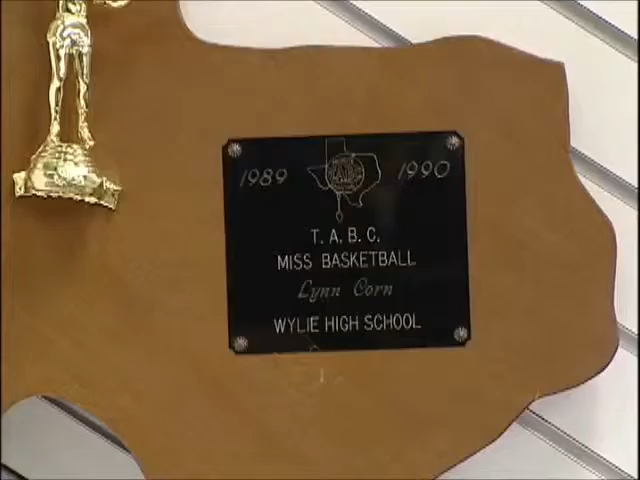 1989 1990
T. A. B. C.
MISS BASKETBALL
Lynn Corn
WYLIE HIGH SCHOOL